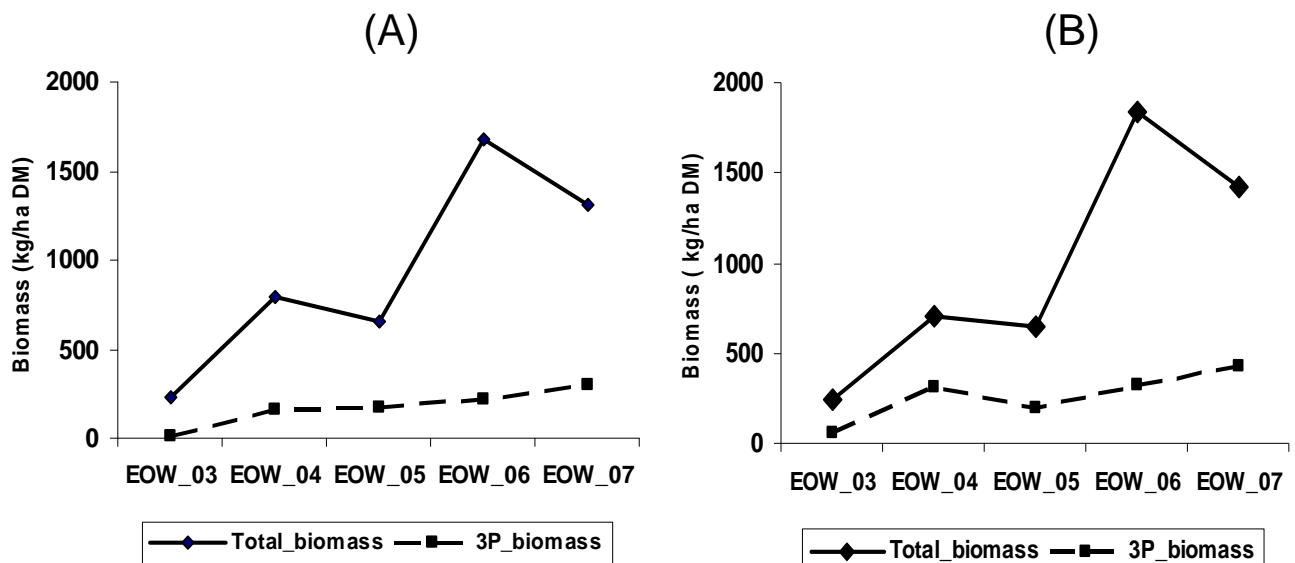 (A)
Biomass (kg/ha DM)
2000
1500
1000
500
0
EOW_03 EOW_04 EOW_05 EOW_06 EOW_07
Total_biomass 3P_biomass
(B)
Biomass ( kg/ha DM)
2000
1500
1000
500
0
EOW_03 EOW_04 EOW_05 EOW_06 EOW_07
Total_biomass 3P_biomass